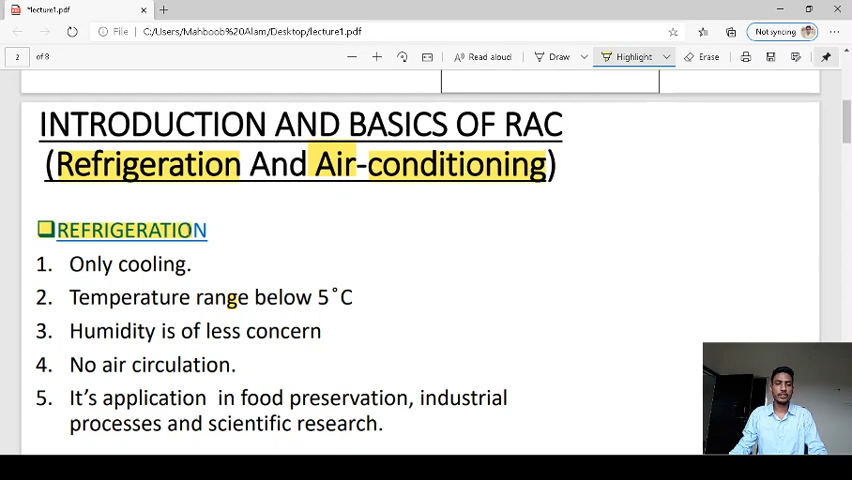 *lecture1.pdf
File
C:/Users/Mahboob%20Alam/Desktop/lecture1.pdf
Not syncing
2 of 8
Read aloud
Draw
Highlight
Erase
INTRODUCTION AND BASICS OF RAC
(Refrigeration And Air-conditioning)
REFRIGERATION
1. Only cooling.
2. Temperature range below 5˚C
3. Humidity is of less concern
4. No air circulation.
5. It's application in food preservation, industrial
processes and scientific research.